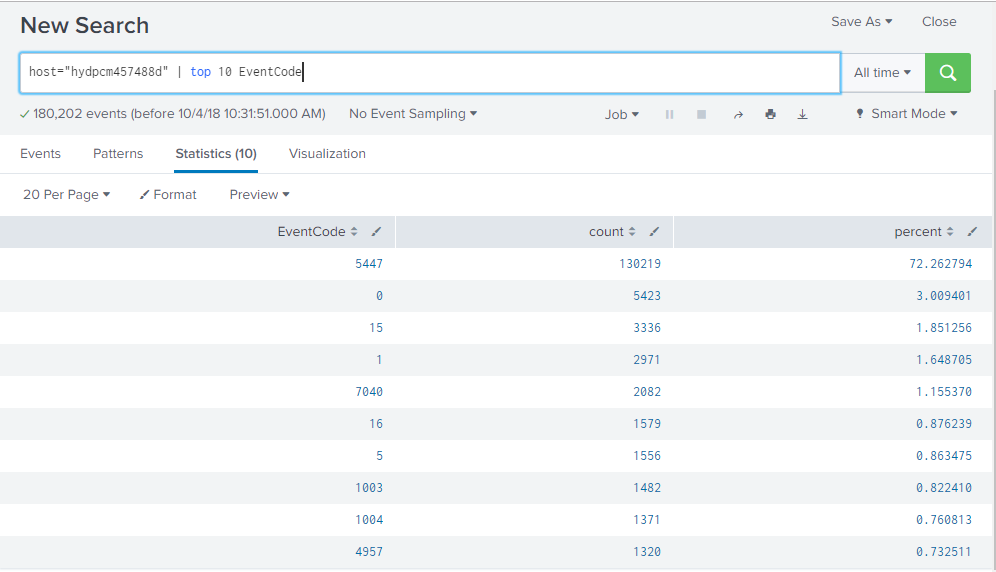 New Search
Save As Close
host="hydpcm457488d" | top 10 EventCode
All time
180,202 events (before 10/4/18 10:31:51.000 AM) No Event Sampling Job Smart Mode
Events Patterns Statistics (10) Visualization
20 Per Page Format Preview
EventCode count percent
5447 130219 72.262794
0 5423 3.009401
15 3336 1.851256
1 2971 1.648705
7040 2082 1.155370
16 1579 0.876239
5 1556 0.863475
1003 1482 0.822410
1004 1371 0.760813
4957 1320 0.732511